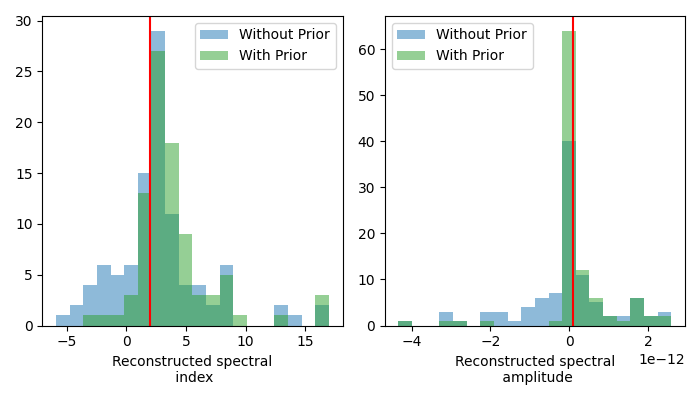 30
25
20
15
10
5
0
−5
0
5
10
15
Without Prior
With Prior
Reconstructed spectral
index
60
50
40
30
20
10
0
−4
−2
0
2
1e−12
Without Prior
With Prior
Reconstructed spectral
amplitude